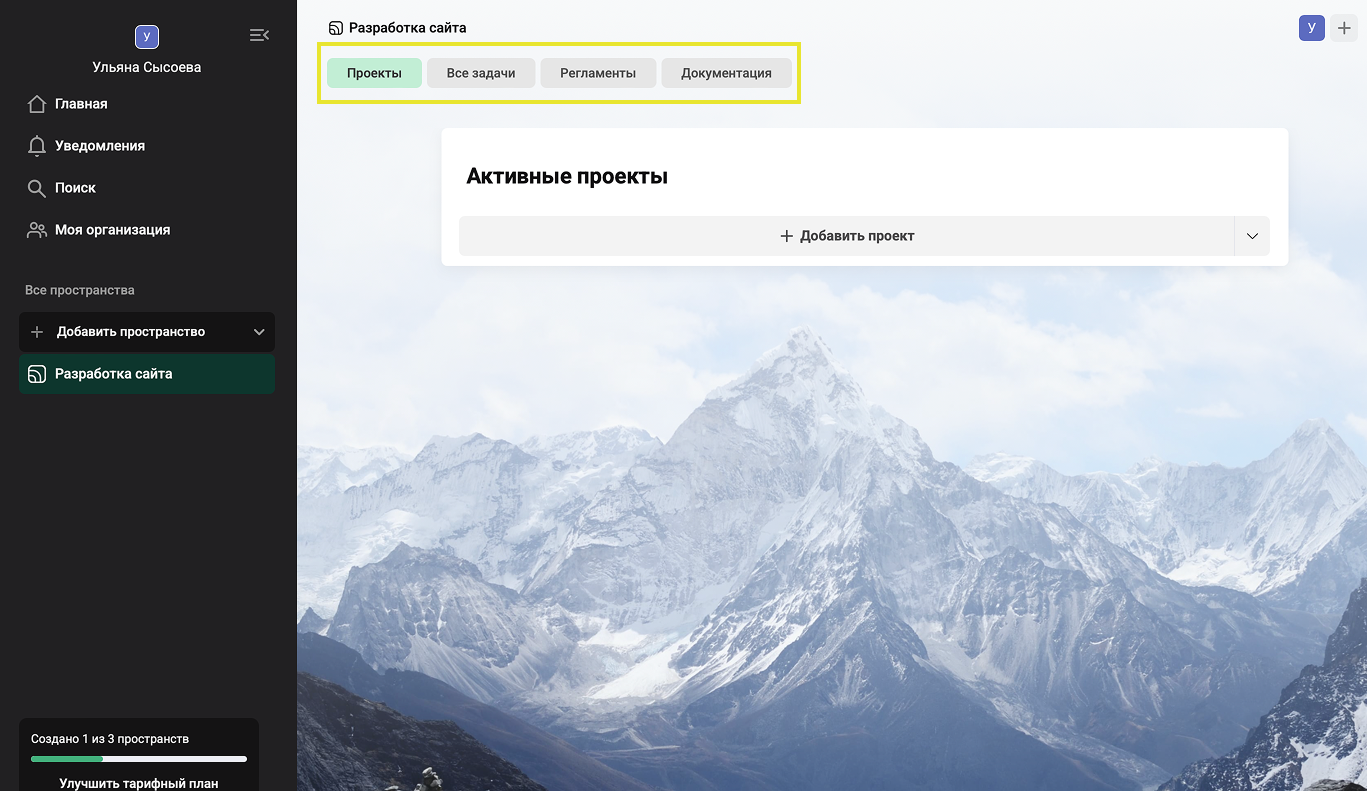 У
Ульяна Сысоева
Главная
Уведомления
Поиск
Моя организация
Все пространства
Добавить пространство
Разработка сайта
Создано 1 из 3 пространств
Улучшить тарифный план
Разработка сайта
У
Проекты
Все задачи
Регламенты
Документация
Активные проекты
Добавить проект